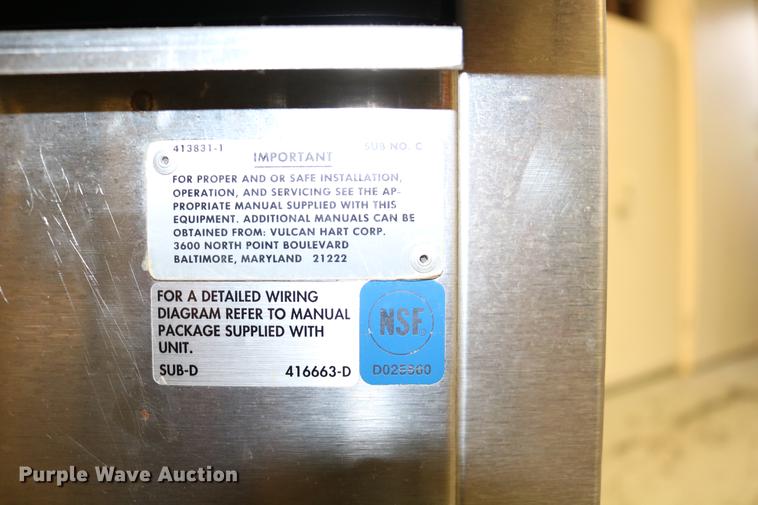 413831-1 SUB NO. C
IMPORTANT
FOR PROPER AND OR SAFE INSTALLATION,
OPERATION, AND SERVICING SEE THE AP-
PROPRIATE MANUAL SUPPLIED WITH THIS
EQUIPMENT. ADDITIONAL MANUALS CAN BE
OBTAINED FROM: VULCAN HART CORP.
3600 NORTH POINT BOULEVARD
BALTIMORE, MARYLAND 21222
FOR A DETAILED WIRING
DIAGRAM REFER TO MANUAL
PACKAGE SUPPLIED WITH
UNIT.
SUB-D 416663-D
NSF
Purple Wave Auction